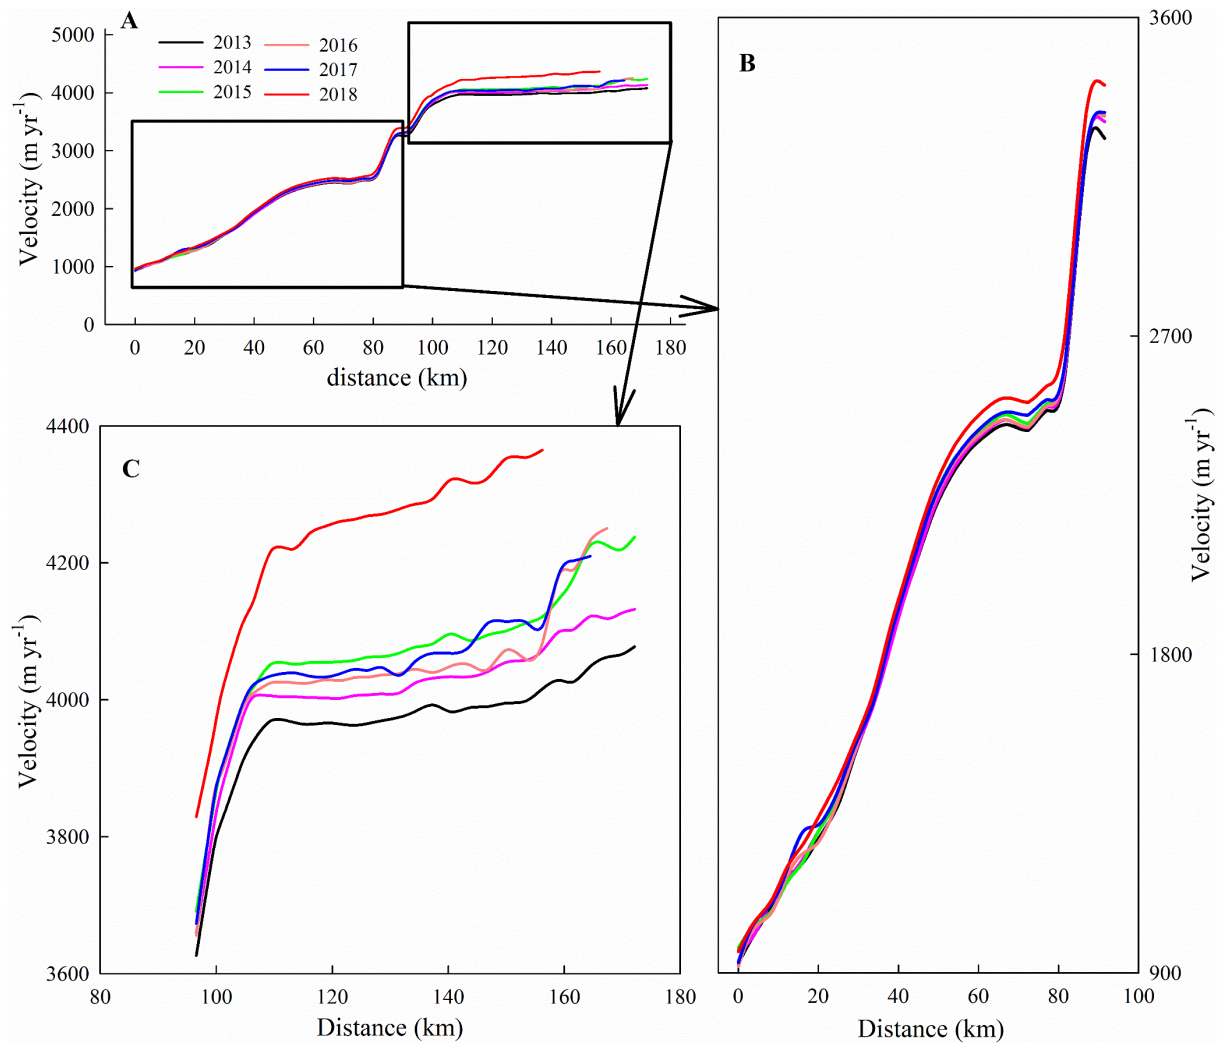 A
5000
4000
3000
2000
1000
0
Velocity (m yr-1)
2013
2014
2015
2016
2017
2018
0 20 40 60 80 100 120 140 160 180
distance (km)
B
3600
2700
1800
900
Velocity (m yr-1)
0 20 40 60 80 100
Distance (km)
C
4400
4200
4000
3800
3600
Velocity (m yr-1)
80 100 120 140 160 180
Distance (km)